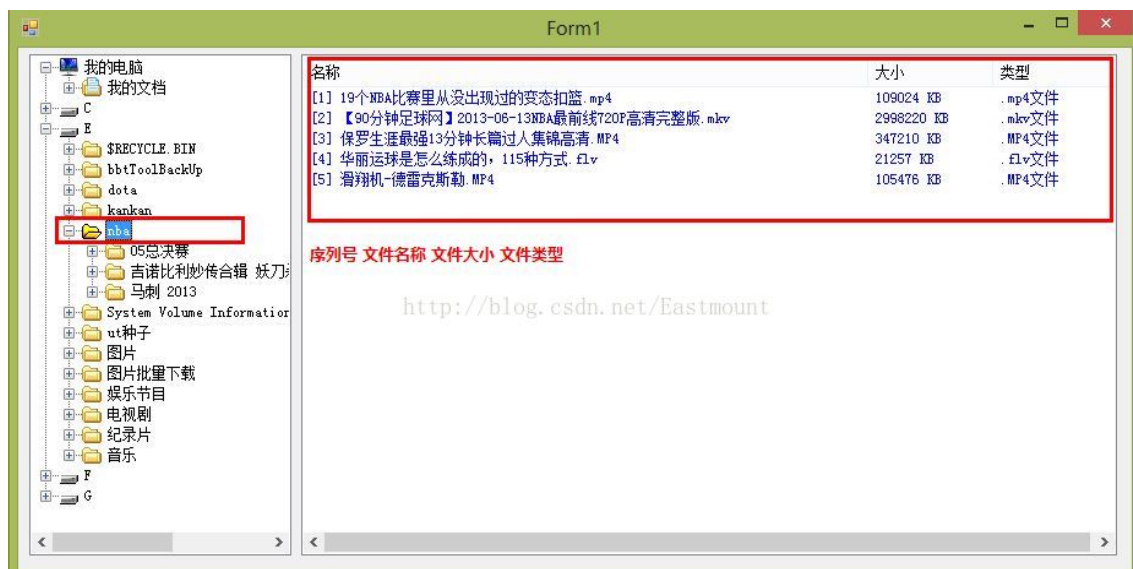 Form1
我的电脑
我的文档
C
E
$RECYCLE.BIN
bbtToolBackUp
dota
kankan
nba
05总决赛
吉诺比利妙传合辑 妖刀
马刺 2013
System Volume Information
ut种子
图片
图片批量下载
娱乐节目
电视剧
纪录片
音乐
F
G
名称 大小 类型
[1] 19个NBA比赛里从没出现过的变态扣篮.mp4 109024 KB .mp4文件
[2] 【90分钟足球网】2013-06-13NBA最前线720P高清完整版.mkv 2998220 KB .mkv文件
[3] 保罗生涯最强13分钟长篇过人集锦高清.MP4 347210 KB .MP4文件
[4] 华丽运球是怎么练成的，115种方式.flv 21257 KB .flv文件
[5] 滑翔机-德雷克斯勒.MP4 105476 KB .MP4文件
序列号 文件名称 文件大小 文件类型
http://blog.csdn.net/Eastmount